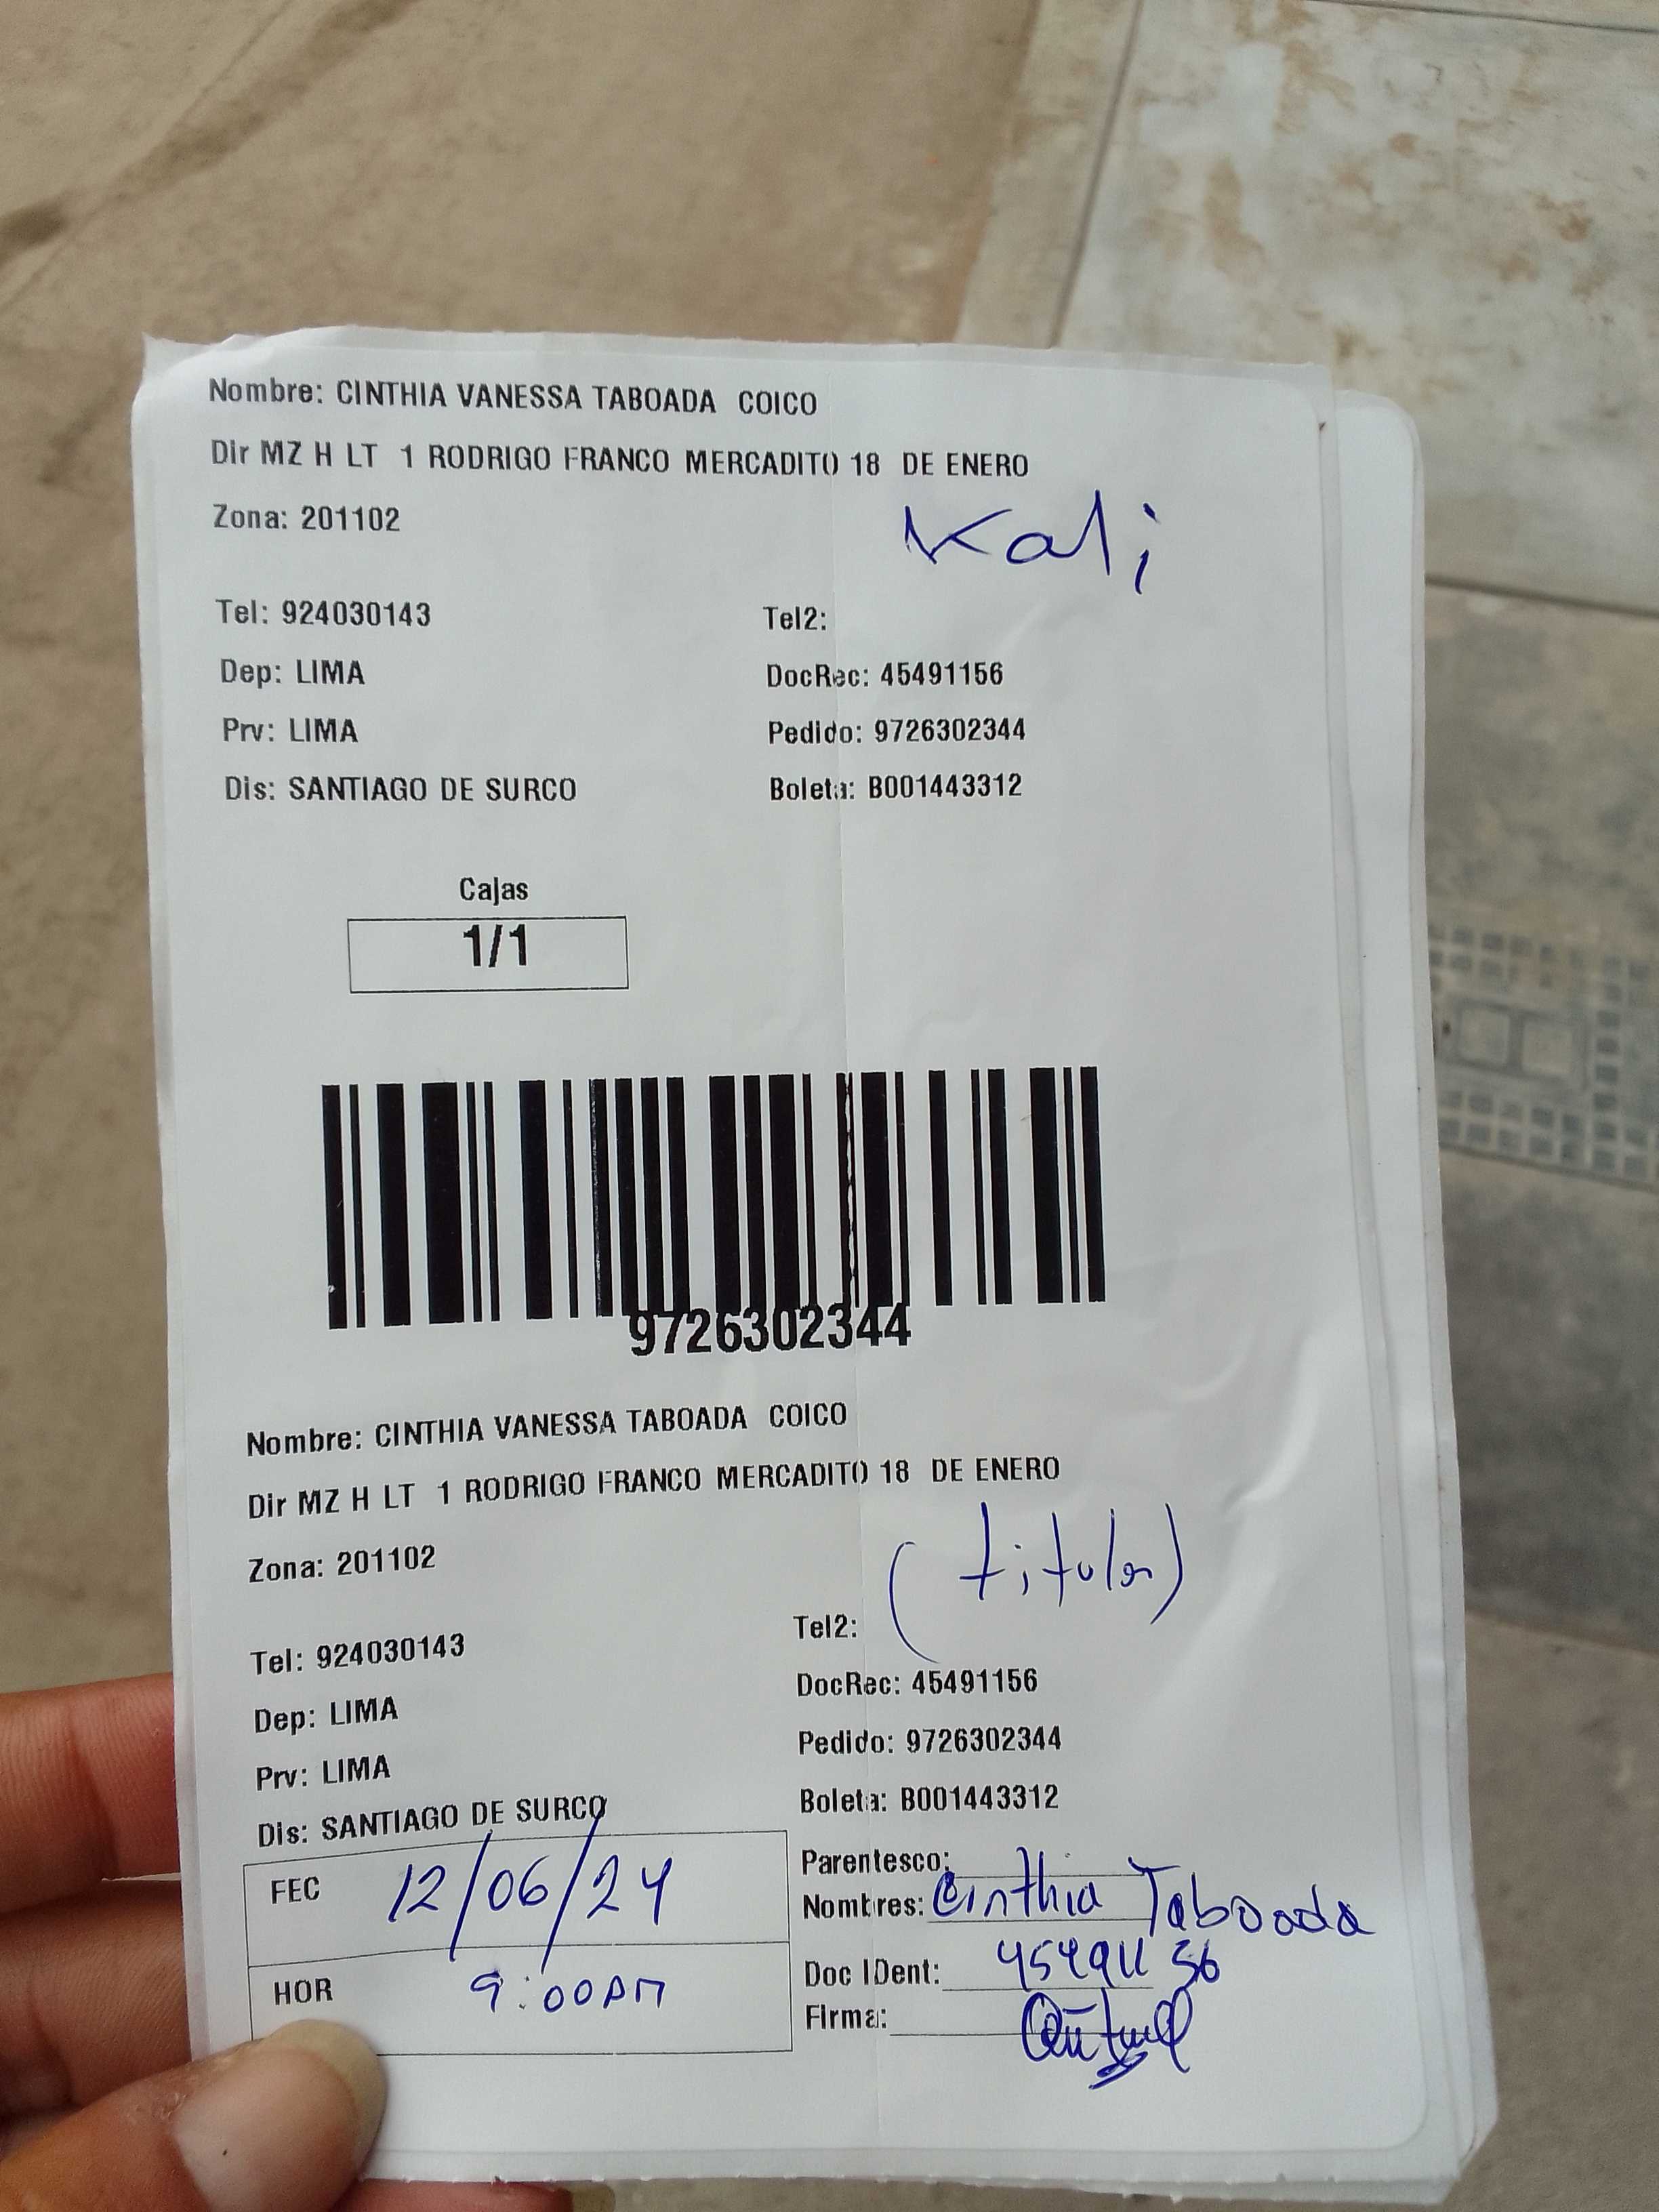 Nombre: CINTHIA VANESSA TABOADA COICO
Dir MZ H LT 1 RODRIGO FRANCO MERCADITO 18 DE ENERO
Zona: 201102
Kali
Tel: 924030143 Tel2:
Dep: LIMA DocRec: 45491156
Prv: LIMA Pedido: 9726302344
Dis: SANTIAGO DE SURCO Boleta: B001443312
Cajas
1/1
9726302344
Nombre: CINTHIA VANESSA TABOADA COICO
Dir MZ H LT 1 RODRIGO FRANCO MERCADITO 18 DE ENERO
Zona: 201102
(titular)
Tel: 924030143 Tel2:
Dep: LIMA DocRec: 45491156
Prv: LIMA Pedido: 9726302344
Dis: SANTIAGO DE SURCO Boleta: B001443312
FEC 12/06/24
HOR 9:00AM
Parentesco:
Nombres: Cinthia Taboada
Doc IDent: 45491156
Firma: